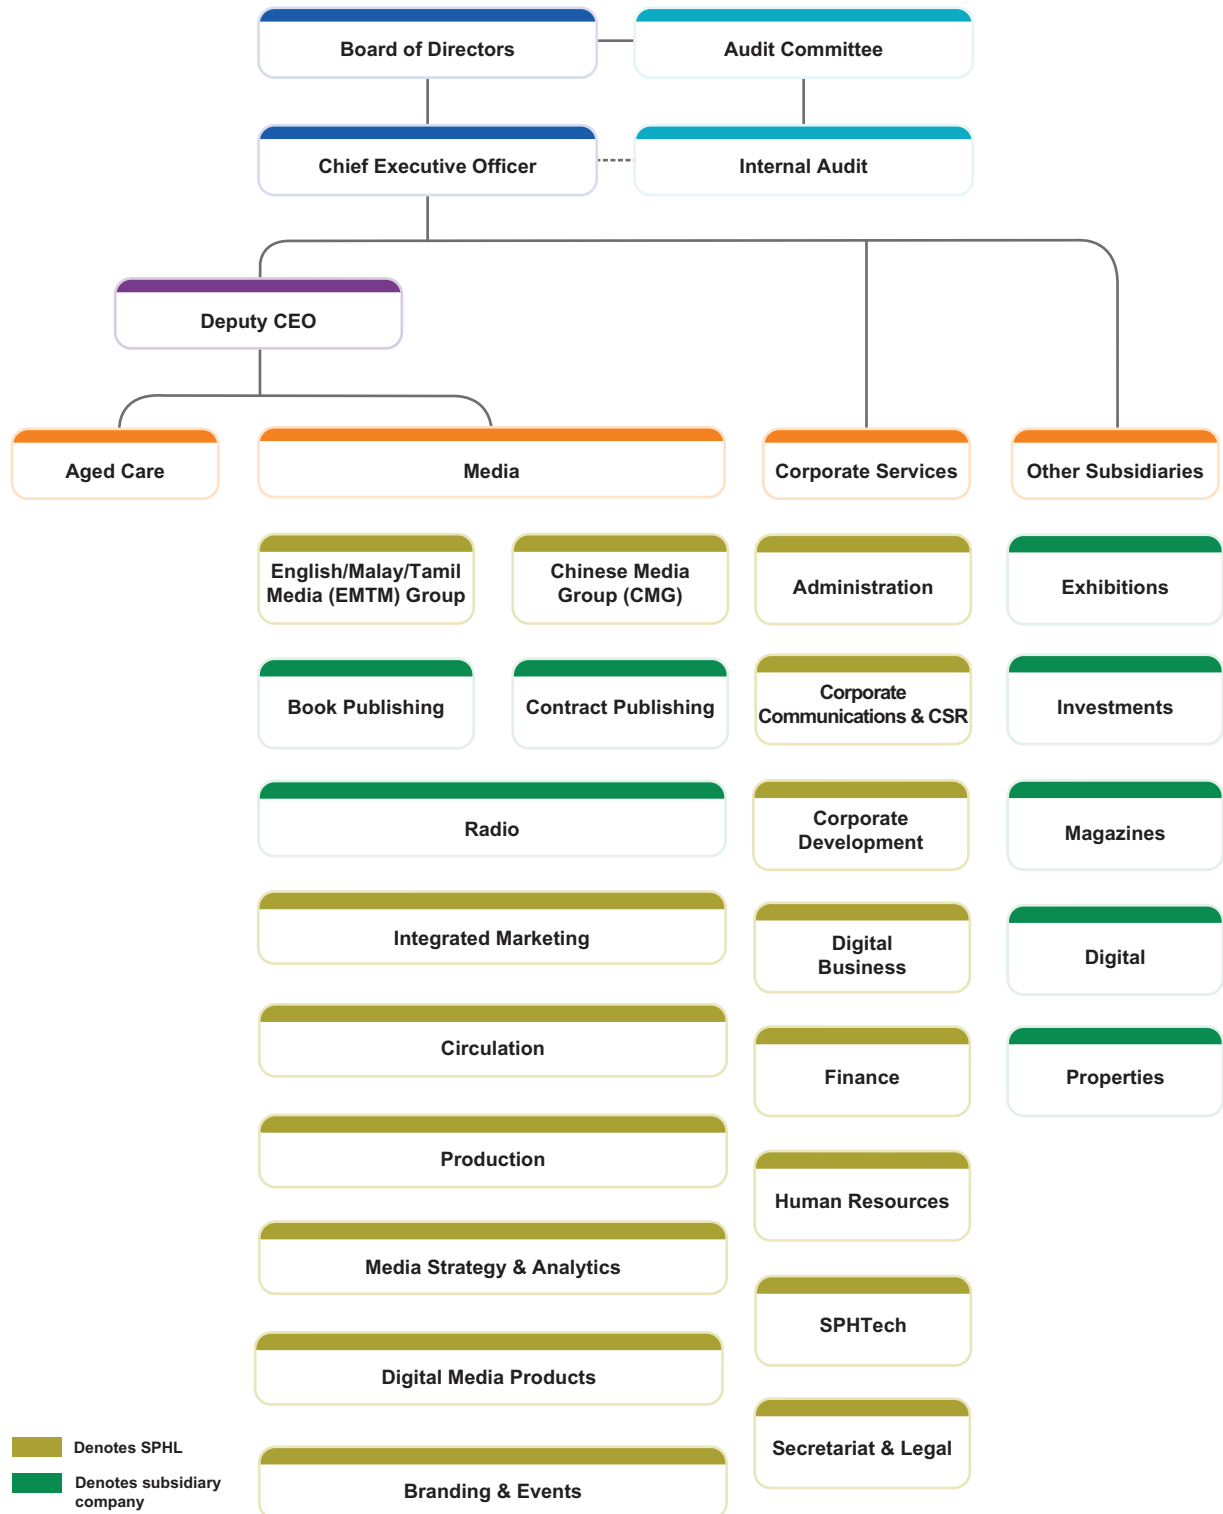 Board of Directors
Audit Committee
Chief Executive Officer
Internal Audit
Deputy CEO
Aged Care
Media
Corporate Services
Other Subsidiaries
English/Malay/Tamil
Media (EMTM) Group
Chinese Media
Group (CMG)
Administration
Exhibitions
Book Publishing
Contract Publishing
Corporate
Communications & CSR
Investments
Radio
Corporate
Development
Magazines
Integrated Marketing
Digital
Business
Digital
Circulation
Finance
Properties
Production
Human Resources
Media Strategy & Analytics
SPHTech
Digital Media Products
Secretariat & Legal
Branding & Events
Denotes SPHL
Denotes subsidiary
company